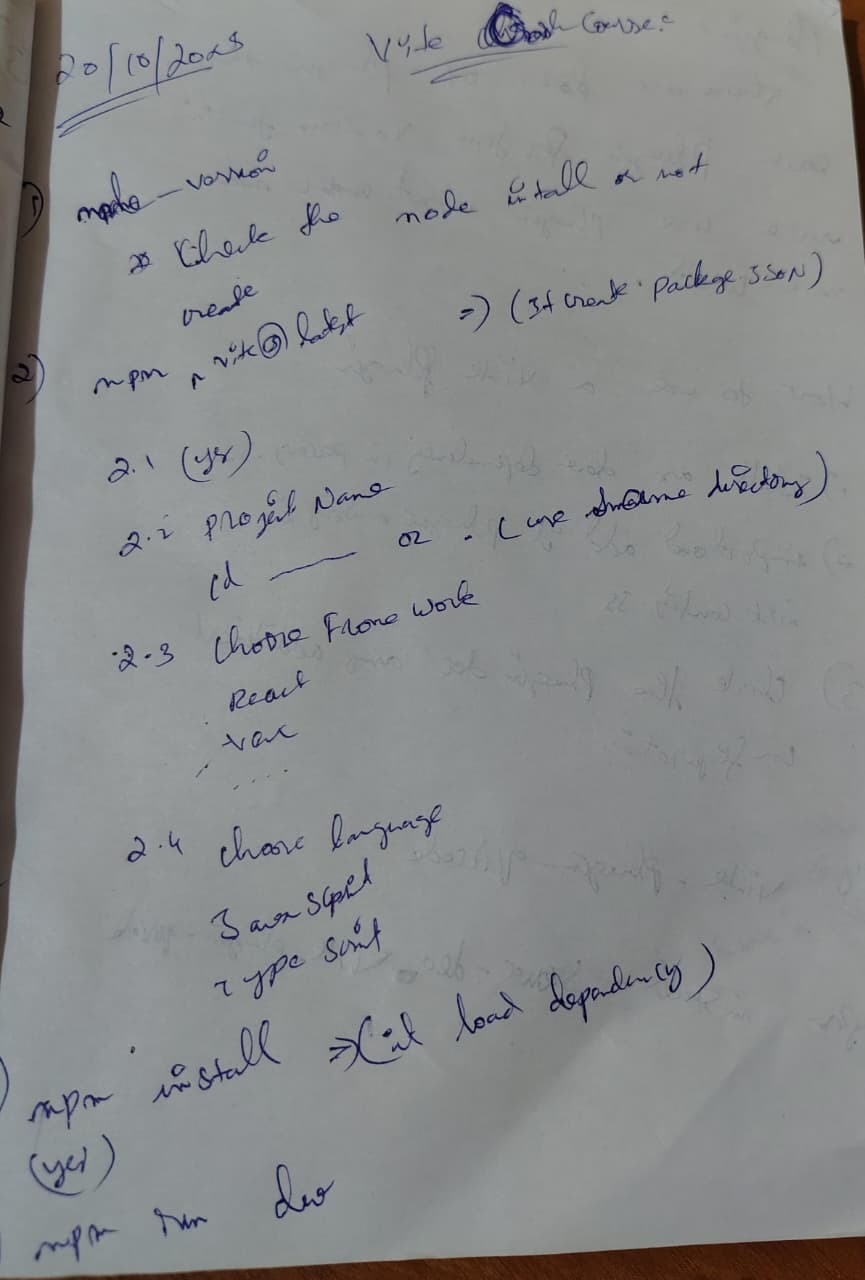 20/10/2025
Vite Crash Course:
1) node - version
Check the node install or not
2) npm create vite@latest => (It create package JSON)
2.1 (yes)
2.2 Project Name
cd ___ or . (use same directory)
2.3 Choose Frame Work
React
Vue
....
2.4 choose language
Java Script
Type Script
npm install => (it load dependency)
(yes)
npm run dev